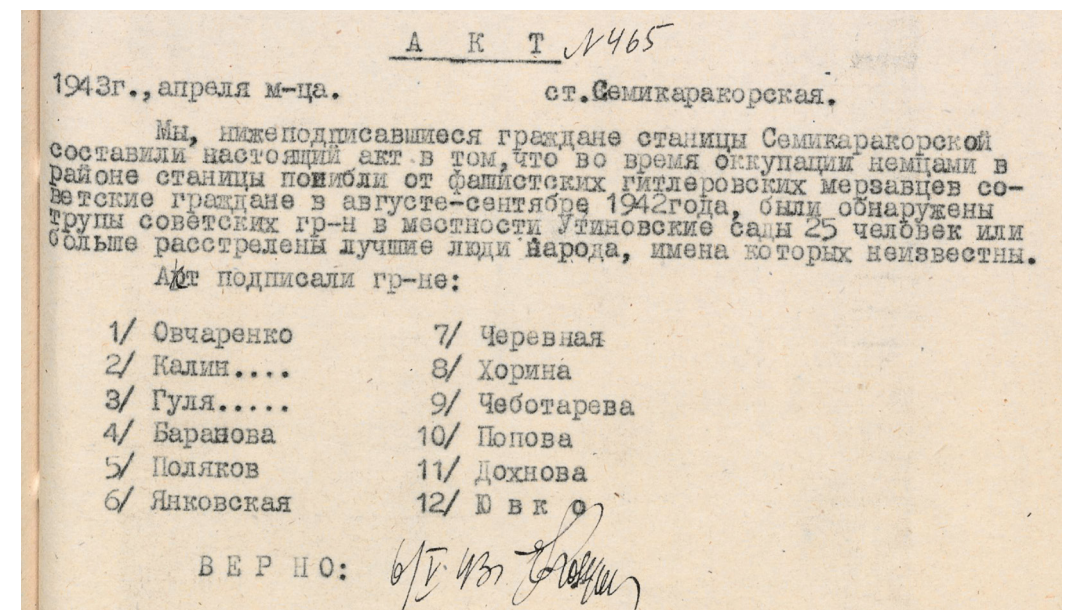 А К Т N465
1943г.,апреля м-ца. ст.Семикаракорская.
Мы, нижеподписавшиеся граждане станицы Семикаракорской
составили настоящий акт в том,что во время оккупации немцами в
районе станицы погибли от фашистских гитлеровских мерзавцев со-
ветские граждане в августе-сентябре 1942года, были обнаружены
трупы советских гр-н в местности Утиновские сады 25 человек или
больше расстрелены лучшие люди народа, имена которых неизвестны.
Акт подписали гр-не:
1/ Овчаренко 7/ Черевная
2/ Калин.... 8/ Хорина
3/ Гуля..... 9/ Чеботарева
4/ Баранова 10/ Попова
5/ Поляков 11/ Дохнова
6/ Янковская 12/ Ю в к о
ВЕРНО: 6/V-43г